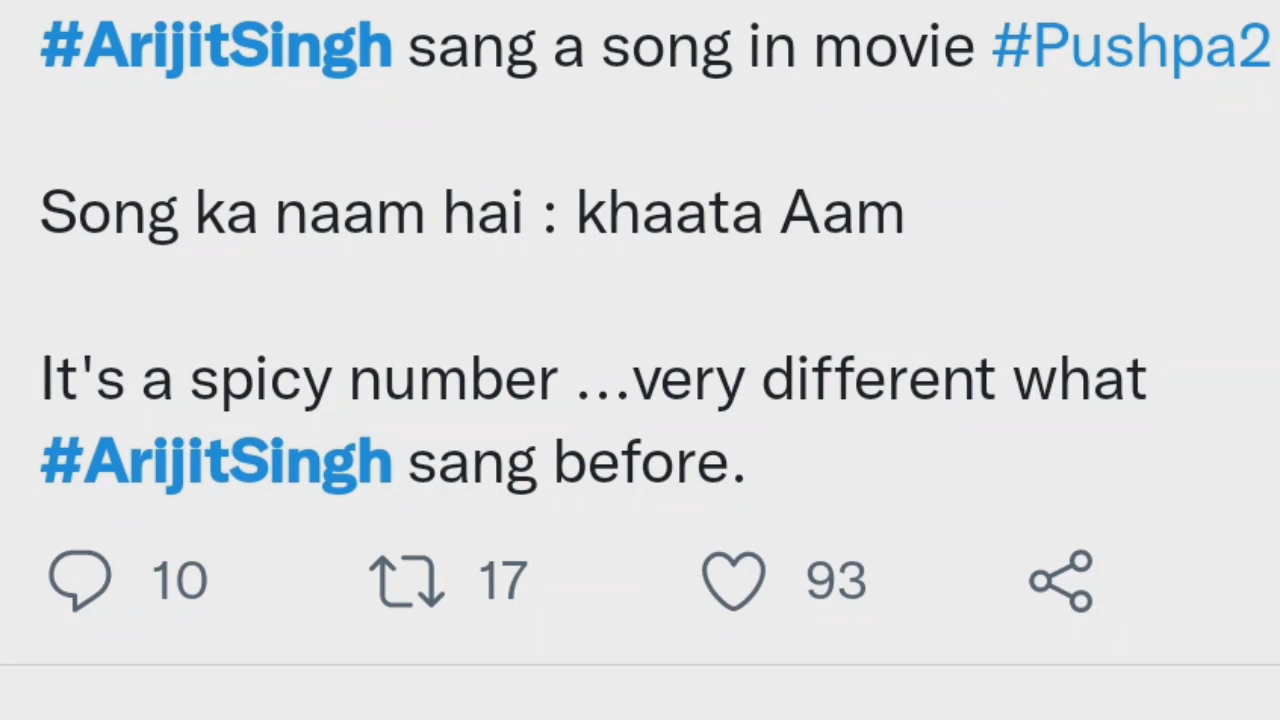 #ArijitSingh sang a song in movie #Pushpa2
Song ka naam hai : khaata Aam
It's a spicy number ...very different what
#ArijitSingh sang before.
10 17 93